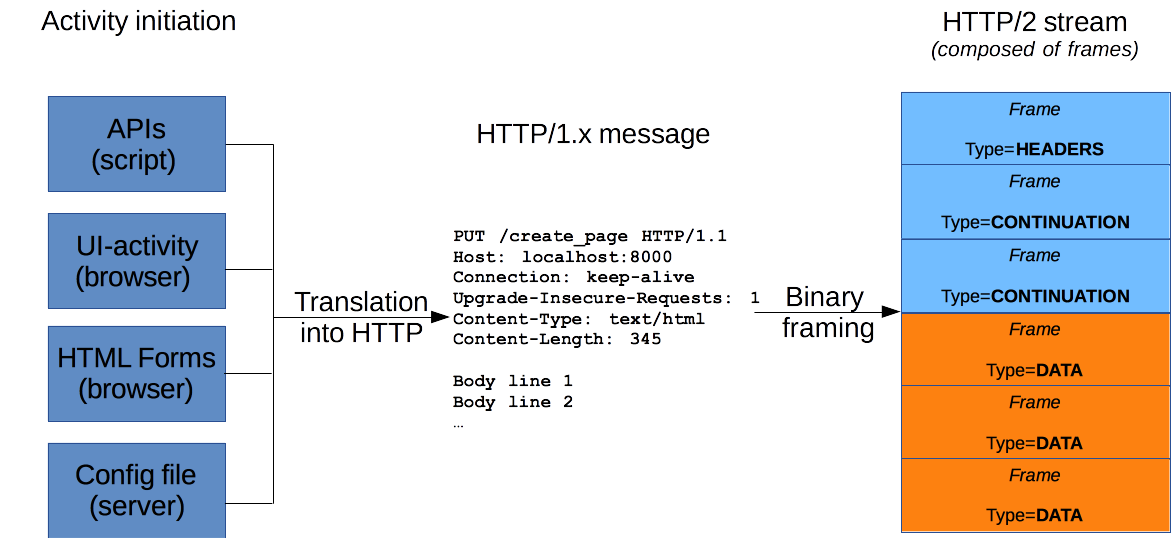 Activity initiation
APIs
(script)
UI-activity
(browser)
HTML Forms
(browser)
Config file
(server)
Translation
into HTTP
HTTP/1.x message
PUT /create_page HTTP/1.1
Host: localhost:8000
Connection: keep-alive
Upgrade-Insecure-Requests: 1
Content-Type: text/html
Content-Length: 345
Body line 1
Body line 2
…
Binary
framing
HTTP/2 stream
(composed of frames)
Frame
Type=HEADERS
Frame
Type=CONTINUATION
Frame
Type=CONTINUATION
Frame
Type=DATA
Frame
Type=DATA
Frame
Type=DATA